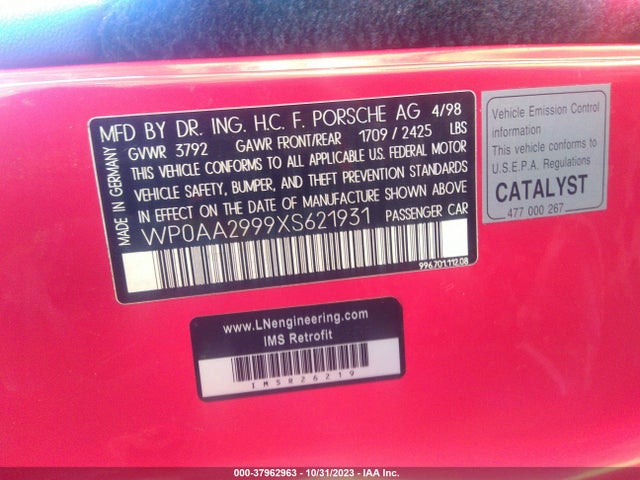 MADE IN GERMANY
MFD BY DR. ING. H.C. F. PORSCHE AG 4/98
GVWR 3792 GAWR FRONT/REAR 1709 / 2425 LBS
THIS VEHICLE CONFORMS TO ALL APPLICABLE U.S. FEDERAL MOTOR
VEHICLE SAFETY, BUMPER, AND THEFT PREVENTION STANDARDS
IN EFFECT ON THE DATE OF MANUFACTURE SHOWN ABOVE
WP0AA2999XS621931 PASSENGER CAR
996.701.112.08
Vehicle Emission Control
information
This vehicle conforms to
U.S.E.P.A. Regulations
CATALYST
477 000 267
www.LNengineering.com
IMS Retrofit
IMSR26219
000-37962963 - 10/31/2023 - IAA Inc.